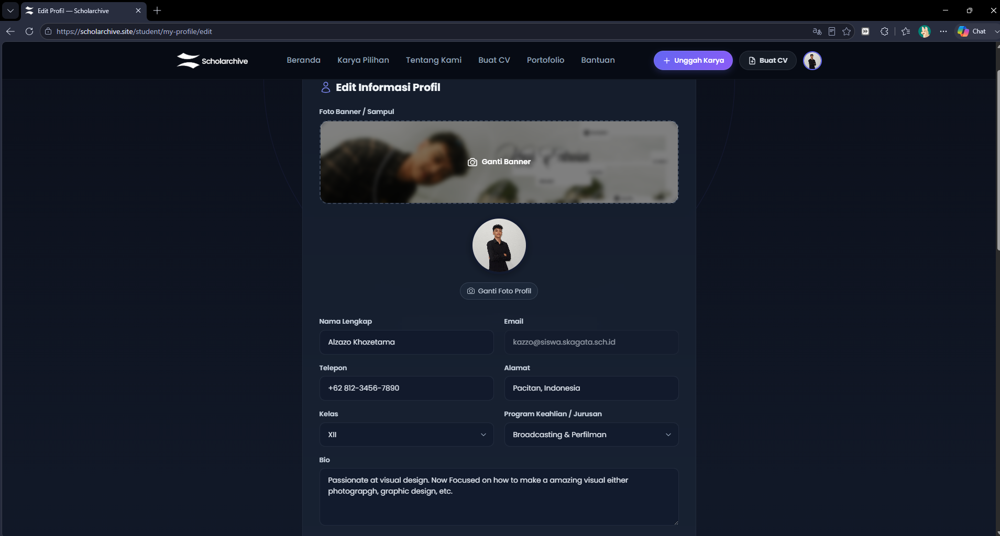 Edit Profil — Scholarchive
https://scholarchive.site/student/my-profile/edit
Chat
Scholarchive
Beranda
Karya Pilihan
Tentang Kami
Buat CV
Portofolio
Bantuan
+ Unggah Karya
Buat CV
Edit Informasi Profil
Foto Banner / Sampul
Ganti Banner
Ganti Foto Profil
Nama Lengkap
Email
Alzazo Khozetama
kazzo@siswa.skagata.sch.id
Telepon
Alamat
+62 812-3456-7890
Pacitan, Indonesia
Kelas
Program Keahlian / Jurusan
XII
Broadcasting & Perfilman
Bio
Passionate at visual design. Now Focused on how to make a amazing visual either
photograpgh, graphic design, etc.